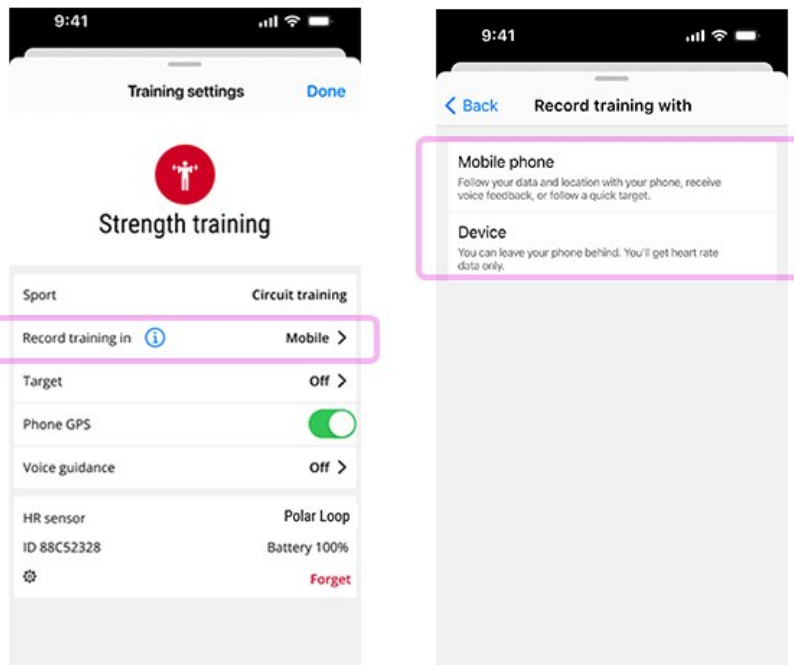 9:41
Training settings Done
Strength training
Sport Circuit training
Record training in i Mobile >
Target Off >
Phone GPS
Voice guidance Off >
HR sensor Polar Loop
ID 88C52328 Battery 100%
Forget
9:41
< Back Record training with
Mobile phone
Follow your data and location with your phone, receive
voice feedback, or follow a quick target.
Device
You can leave your phone behind. You'll get heart rate
data only.